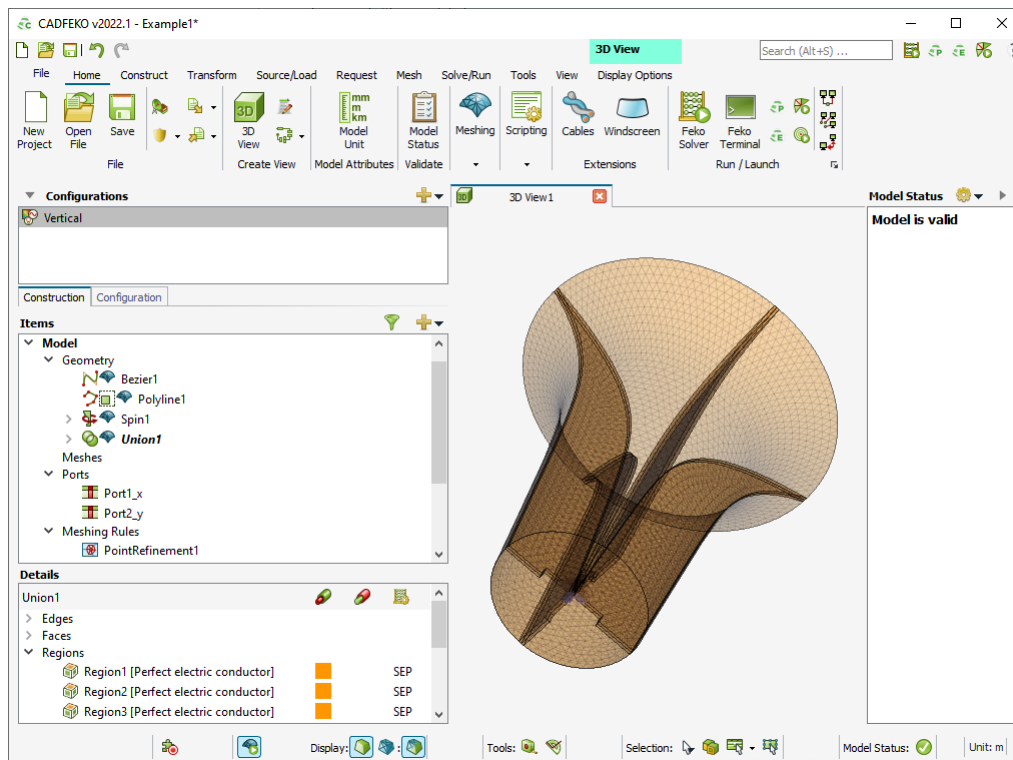 CADFEKO v2022.1 - Example1*
3D View
Search (Alt+S) ...
File Home Construct Transform Source/Load Request Mesh Solve/Run Tools View Display Options
New Project
Open File
Save
3D View
mm m km
Model Unit
Model Status
Meshing
Scripting
Cables
Windscreen
Feko Solver
Feko Terminal
File
Create View
Model Attributes
Validate
Extensions
Run / Launch
Configurations
Vertical
Construction
Configuration
Items
Model
Geometry
Bezier1
Polyline1
Spin1
Union1
Meshes
Ports
Port1_x
Port2_y
Meshing Rules
PointRefinement1
Details
Union1
Edges
Faces
Regions
Region1 [Perfect electric conductor] SEP
Region2 [Perfect electric conductor] SEP
Region3 [Perfect electric conductor] SEP
3D View1
Model Status
Model is valid
Display:
Tools:
Selection:
Model Status:
Unit: m